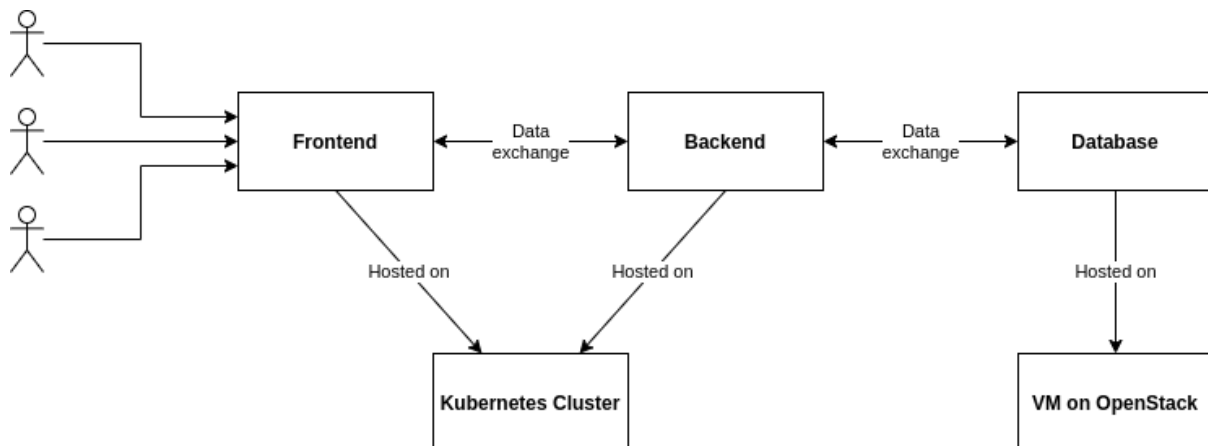 Frontend
Data
exchange
Backend
Data
exchange
Database
Hosted on
Hosted on
Hosted on
Kubernetes Cluster
VM on OpenStack